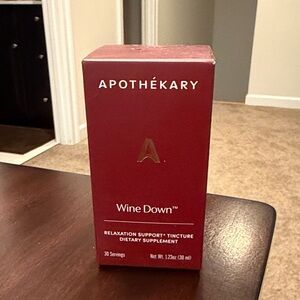 APOTHÉKARY
A
Wine Down™
RELAXATION SUPPORT* TINCTURE
DIETARY SUPPLEMENT
30 Servings Net Wt. 1.23oz (30 ml)